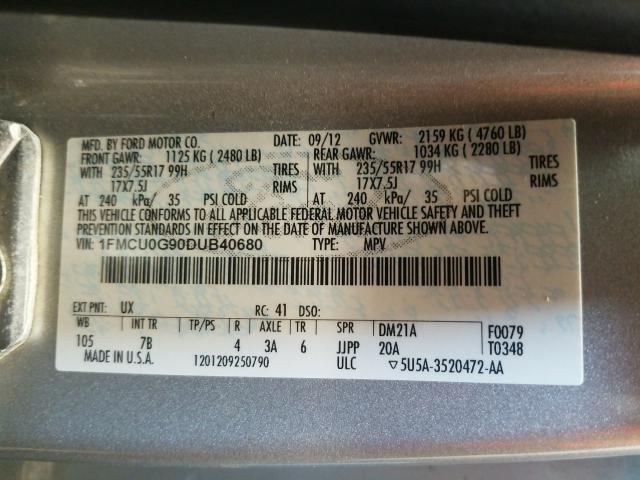 MFD. BY FORD MOTOR CO. DATE: 09/12 GVWR: 2159 KG ( 4760 LB)
FRONT GAWR: 1125 KG ( 2480 LB) REAR GAWR: 1034 KG ( 2280 LB)
WITH 235/55R17 99H TIRES WITH 235/55R17 99H TIRES
17X7.5J RIMS 17X7.5J RIMS
AT 240 kPa/ 35 PSI COLD AT 240 kPa/ 35 PSI COLD
THIS VEHICLE CONFORMS TO ALL APPLICABLE FEDERAL MOTOR VEHICLE SAFETY AND THEFT
PREVENTION STANDARDS IN EFFECT ON THE DATE OF MANUFACTURE SHOWN ABOVE.
VIN: 1FMCU0G90DUB40680 TYPE: MPV
EXT PNT: UX RC: 41 DSO:
WB INT TR TP/PS R AXLE TR SPR DM21A F0079
105 7B 4 3A 6 JJPP 20A T0348
MADE IN U.S.A. 1201209250790 ULC ▽5U5A-3520472-AA